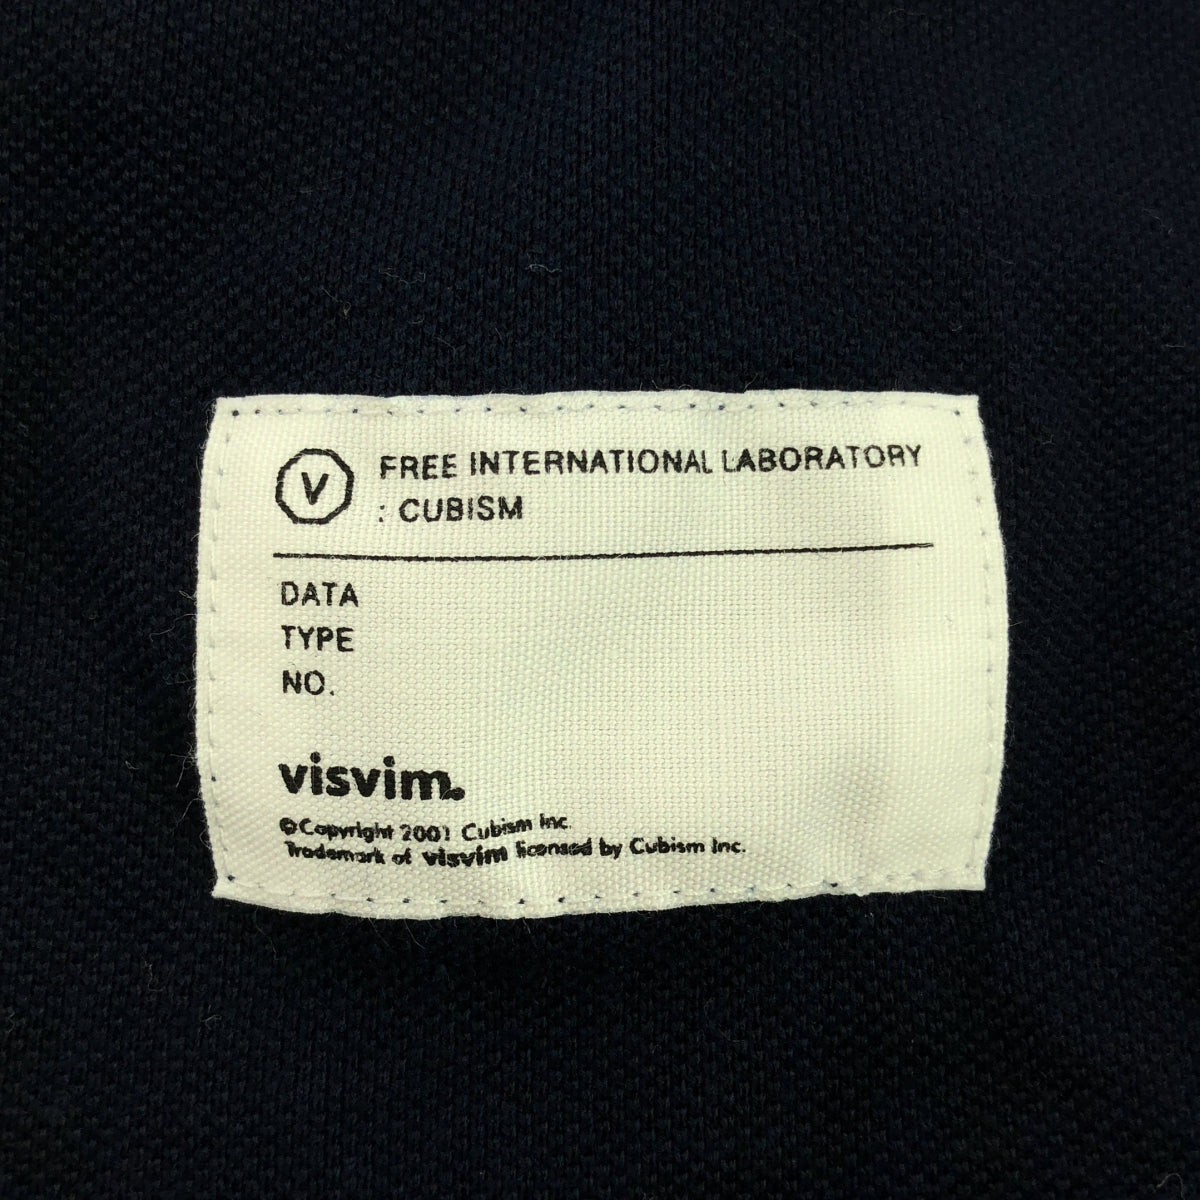 V FREE INTERNATIONAL LABORATORY
: CUBISM
DATA
TYPE
NO.
visvim.
©Copyright 2001 Cubism Inc.
Trademark of visvim licensed by Cubism Inc.